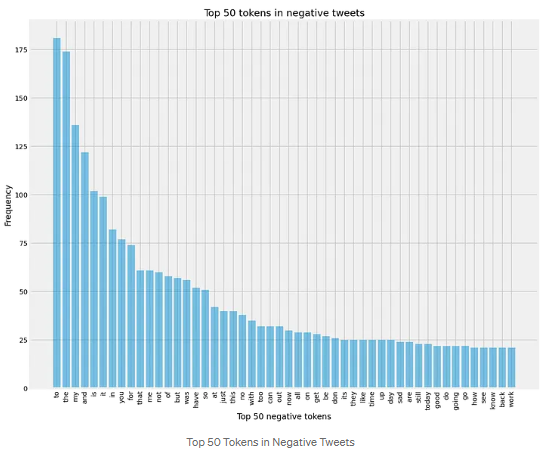 Top 50 tokens in negative tweets
175
150
125
100
75
50
25
0
Frequency
to the my and is it in you for that me not of but was have so at just this no with too can out now all on get be don its they like time up day sad are still today good do going go how see know back work
Top 50 negative tokens
Top 50 Tokens in Negative Tweets